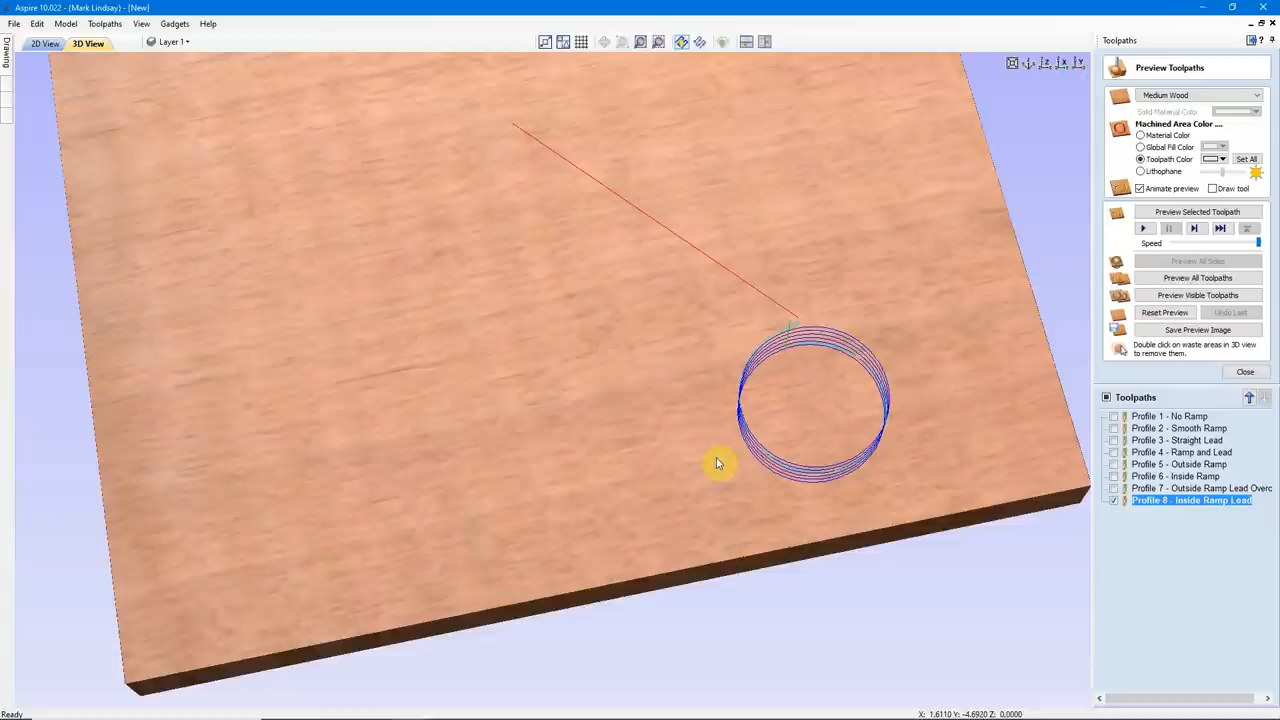 Aspire 10.022 - {Mark Lindsay} - [New]
File Edit Model Toolpaths View Gadgets Help
2D View 3D View Layer 1
Drawing
Toolpaths
Preview Toolpaths
Medium Wood
Solid Material Color
Machined Area Color ....
Material Color
Global Fill Color
Toolpath Color Set All
Lithophane
Animate preview Draw tool
Preview Selected Toolpath
Speed
Preview All Sides
Preview All Toolpaths
Preview Visible Toolpaths
Reset Preview Undo Last
Save Preview Image
Double click on waste areas in 3D view
to remove them.
Close
Toolpaths
Profile 1 - No Ramp
Profile 2 - Smooth Ramp
Profile 3 - Straight Lead
Profile 4 - Ramp and Lead
Profile 5 - Outside Ramp
Profile 6 - Inside Ramp
Profile 7 - Outside Ramp Lead Overc
Profile 8 - Inside Ramp Lead
Ready X: 1.6110 Y: -4.6920 Z: 0.0000